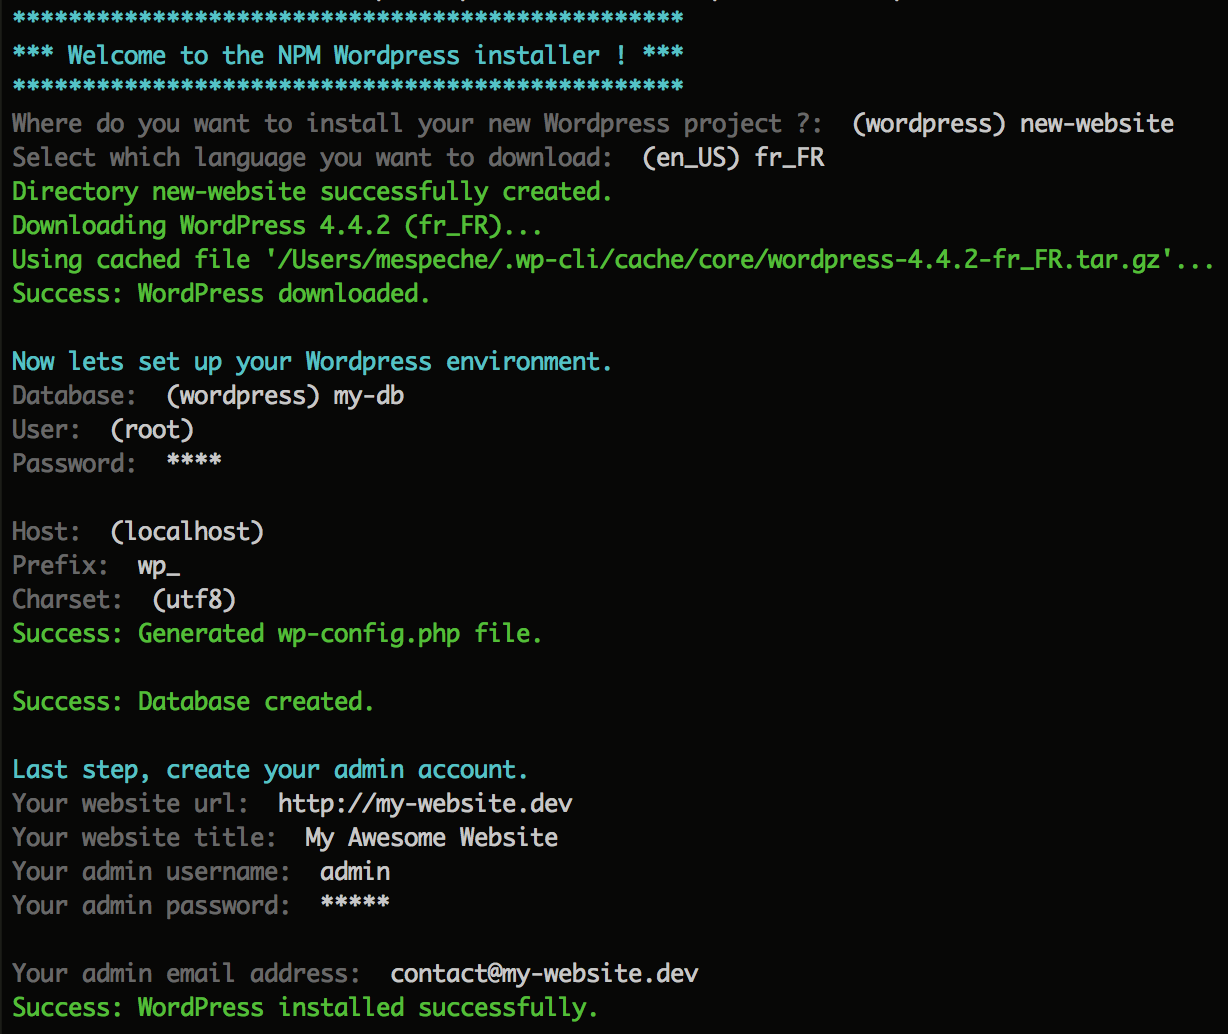 ************************************************
*** Welcome to the NPM Wordpress installer ! ***
************************************************
Where do you want to install your new Wordpress project ?:  (wordpress) new-website
Select which language you want to download:  (en_US) fr_FR
Directory new-website successfully created.
Downloading WordPress 4.4.2 (fr_FR)...
Using cached file '/Users/mespeche/.wp-cli/cache/core/wordpress-4.4.2-fr_FR.tar.gz'...
Success: WordPress downloaded.
Now lets set up your Wordpress environment.
Database:  (wordpress) my-db
User:  (root)
Password:  ****
Host:  (localhost)
Prefix:  wp_
Charset:  (utf8)
Success: Generated wp-config.php file.
Success: Database created.
Last step, create your admin account.
Your website url:  http://my-website.dev
Your website title:  My Awesome Website
Your admin username:  admin
Your admin password:  *****
Your admin email address:  contact@my-website.dev
Success: WordPress installed successfully.